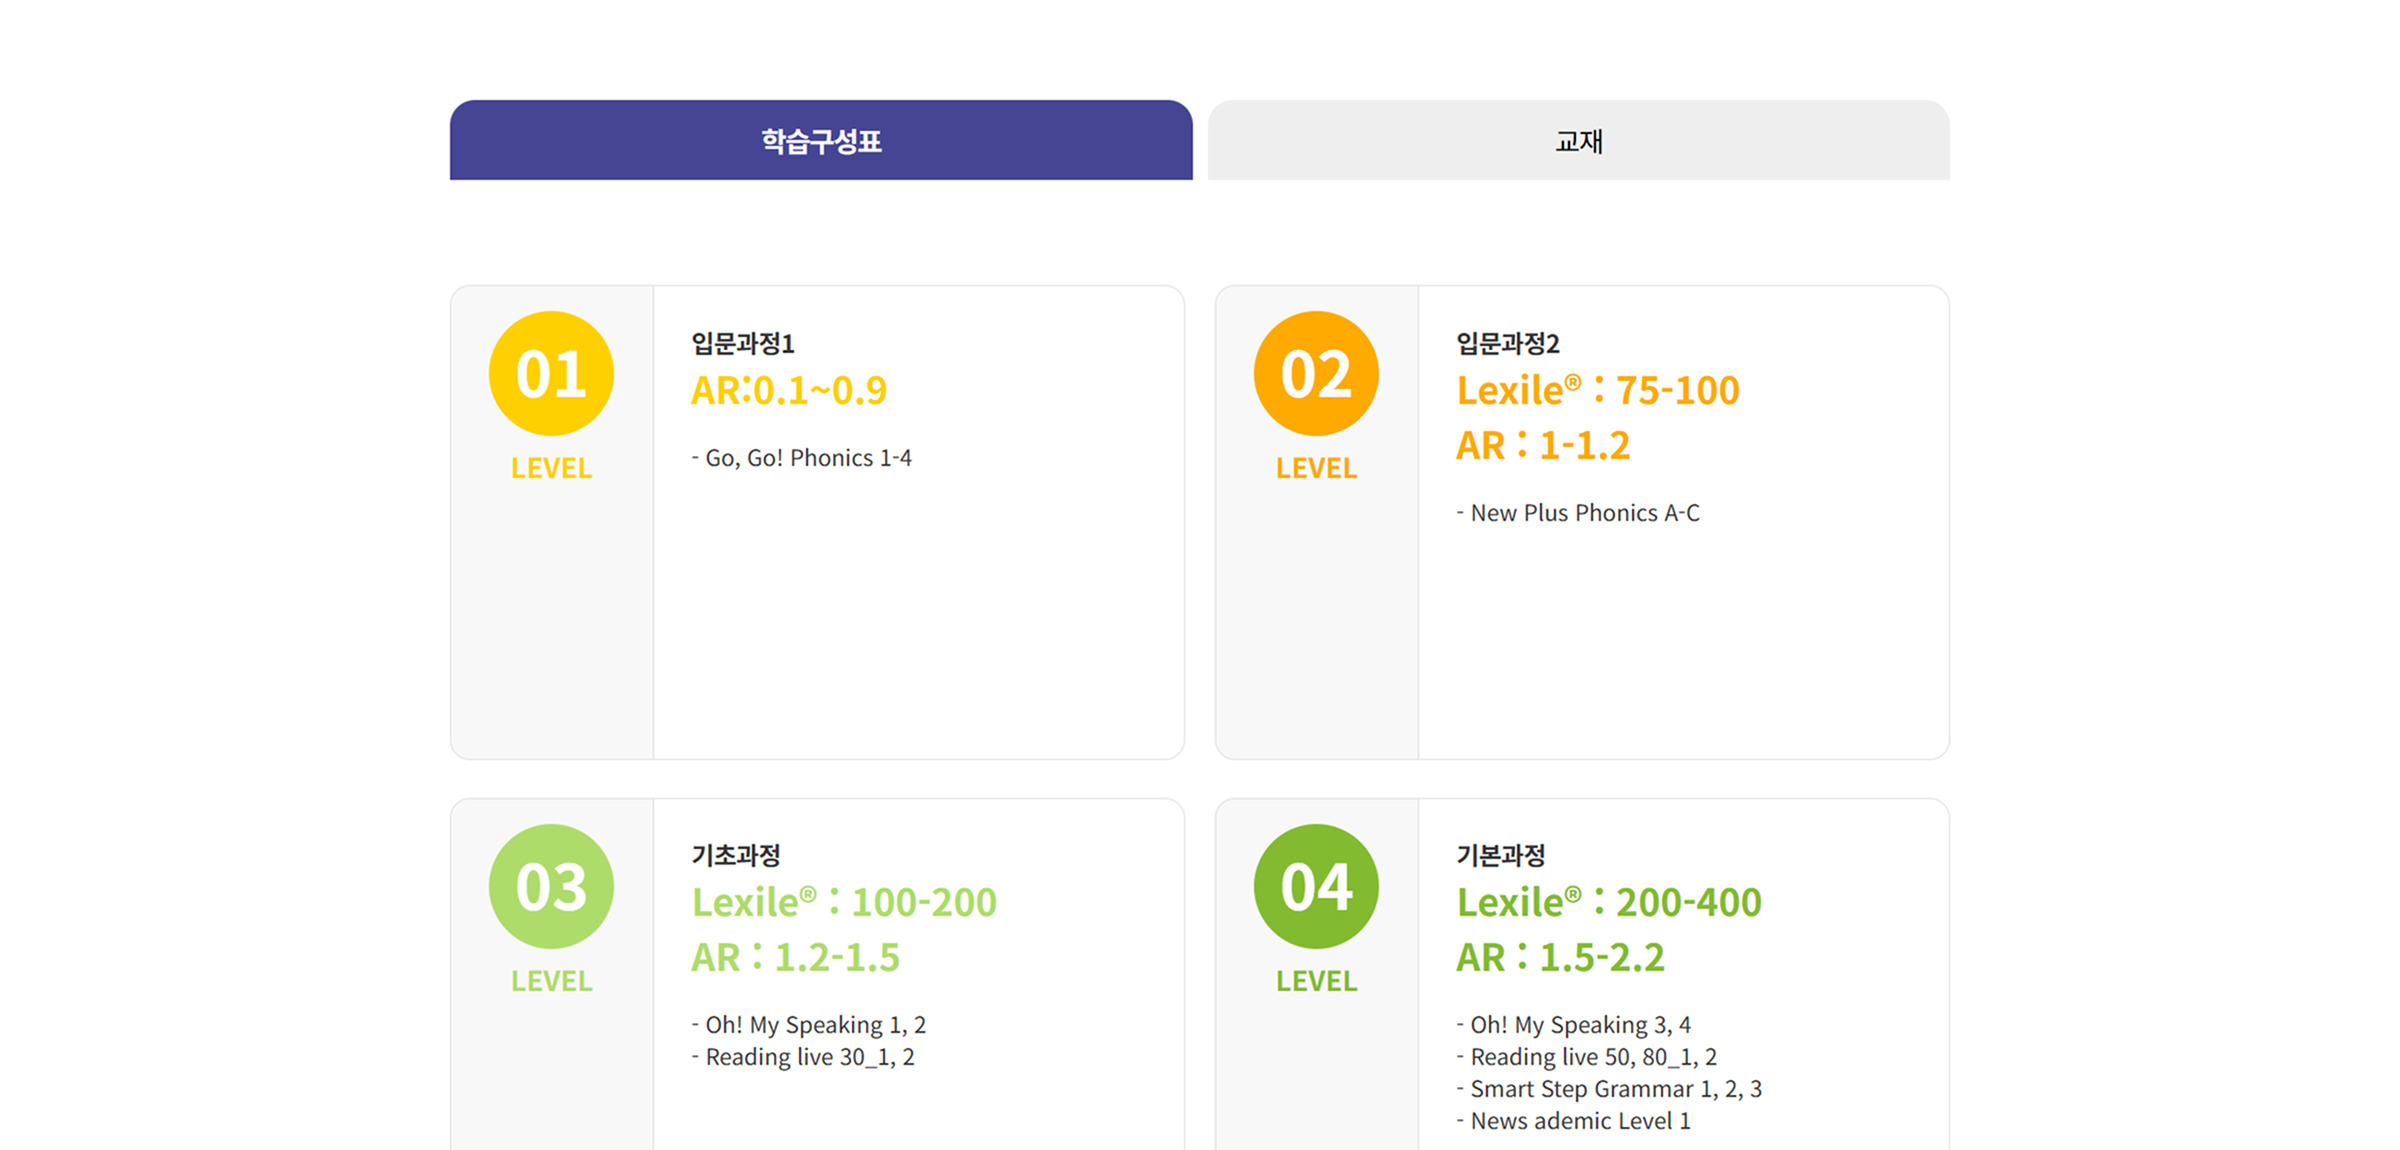 학습구성표
교재
01
LEVEL
입문과정1
AR:0.1~0.9
- Go, Go! Phonics 1-4
02
LEVEL
입문과정2
Lexile® : 75-100
AR : 1-1.2
- New Plus Phonics A-C
03
LEVEL
기초과정
Lexile® : 100-200
AR : 1.2-1.5
- Oh! My Speaking 1, 2
- Reading live 30_1, 2
04
LEVEL
기본과정
Lexile® : 200-400
AR : 1.5-2.2
- Oh! My Speaking 3, 4
- Reading live 50, 80_1, 2
- Smart Step Grammar 1, 2, 3
- News ademic Level 1